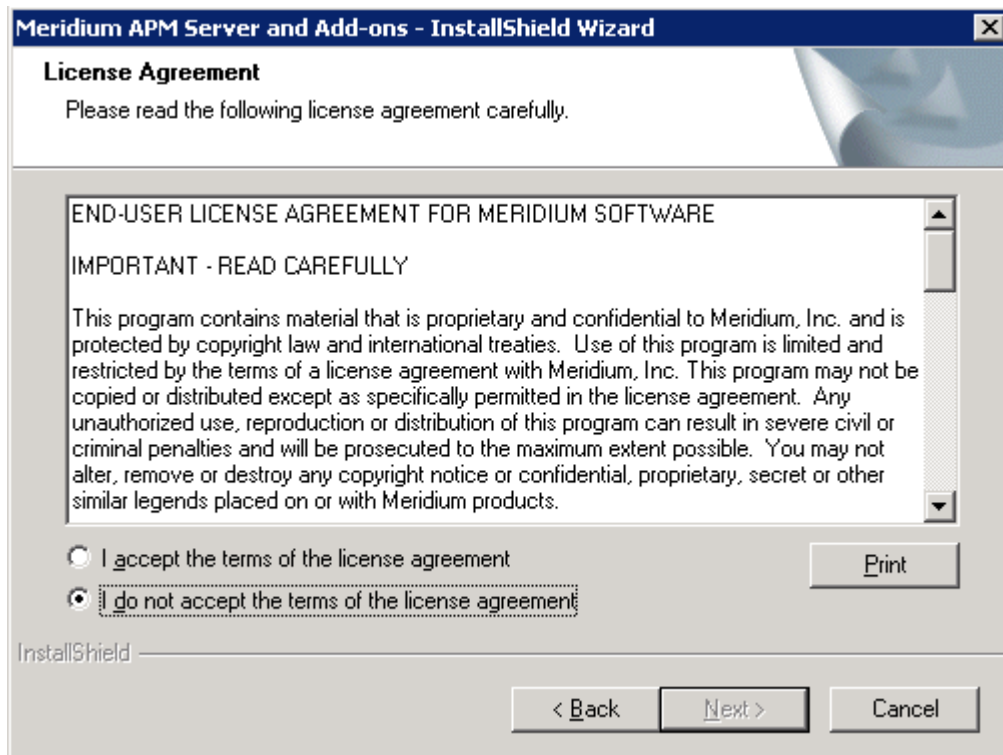 Meridium APM Server and Add-ons - InstallShield Wizard
License Agreement
Please read the following license agreement carefully.
END-USER LICENSE AGREEMENT FOR MERIDIUM SOFTWARE
IMPORTANT - READ CAREFULLY
This program contains material that is proprietary and confidential to Meridium, Inc. and is
protected by copyright law and international treaties.  Use of this program is limited and
restricted by the terms of a license agreement with Meridium, Inc. This program may not be
copied or distributed except as specifically permitted in the license agreement.  Any
unauthorized use, reproduction or distribution of this program can result in severe civil or
criminal penalties and will be prosecuted to the maximum extent possible.  You may not
alter, remove or destroy any copyright notice or confidential, proprietary, secret or other
similar legends placed on or with Meridium products.
I accept the terms of the license agreement
Print
I do not accept the terms of the license agreement
InstallShield
< Back
Next >
Cancel